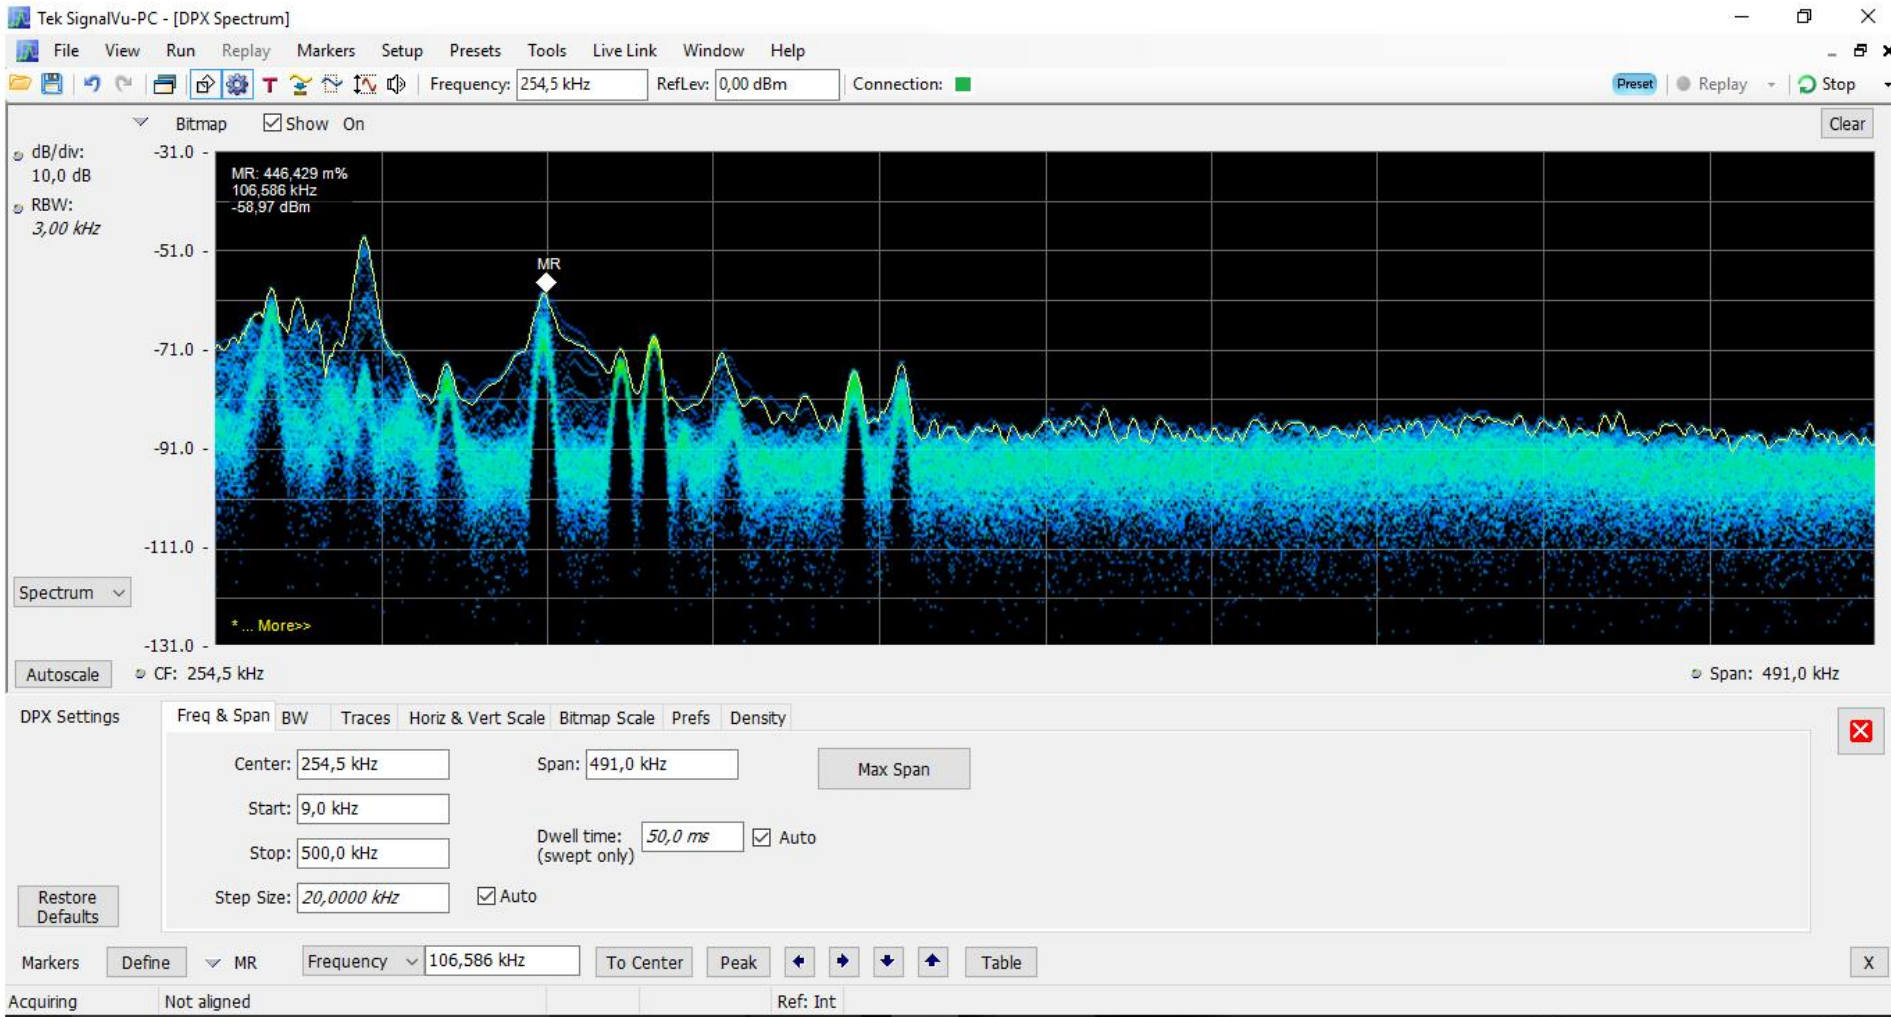 Tek SignalVu-PC - [DPX Spectrum]
File View Run Replay Markers Setup Presets Tools Live Link Window Help
T Frequency: 254,5 kHz RefLev: 0,00 dBm Connection: Preset Replay Stop
Bitmap Show On Clear
dB/div:
10,0 dB
RBW:
3,00 kHz
-31.0 -
-51.0 -
-71.0 -
-91.0 -
-111.0 -
-131.0 -
MR: 446,429 m%
106,586 kHz
-58,97 dBm
MR
* ... More>>
Spectrum
Autoscale CF: 254,5 kHz Span: 491,0 kHz
DPX Settings Freq & Span BW Traces Horiz & Vert Scale Bitmap Scale Prefs Density
Center: 254,5 kHz Span: 491,0 kHz Max Span
Start: 9,0 kHz
Stop: 500,0 kHz
Dwell time: 50,0 ms Auto
(swept only)
Step Size: 20,0000 kHz Auto
Restore
Defaults
Markers Define MR Frequency 106,586 kHz To Center Peak Table X
Acquiring Not aligned Ref: Int